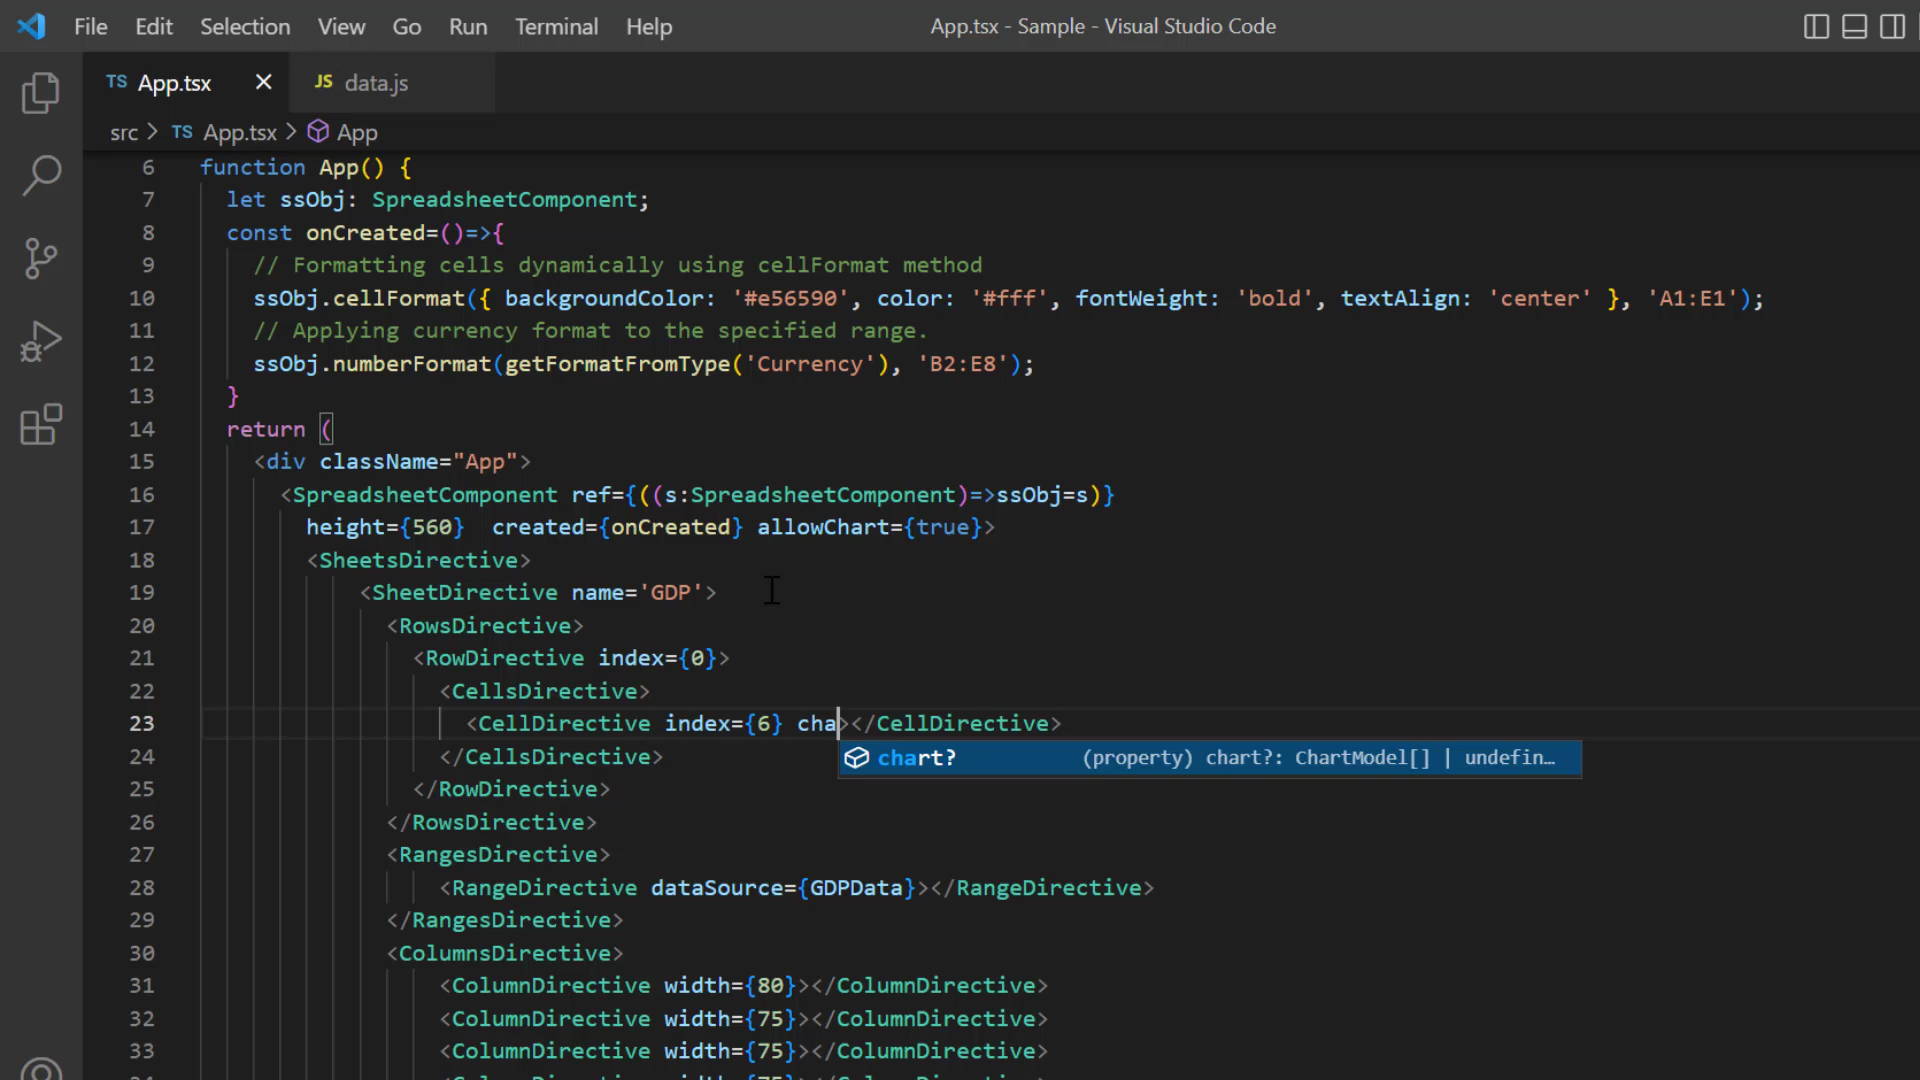 File Edit Selection View Go Run Terminal Help App.tsx - Sample - Visual Studio Code
TS App.tsx × JS data.js
src > TS App.tsx > App
6 function App() {
7 let ssObj: SpreadsheetComponent;
8 const onCreated=()=>{
9 // Formatting cells dynamically using cellFormat method
10 ssObj.cellFormat({ backgroundColor: '#e56590', color: '#fff', fontWeight: 'bold', textAlign: 'center' }, 'A1:E1');
11 // Applying currency format to the specified range.
12 ssObj.numberFormat(getFormatFromType('Currency'), 'B2:E8');
13 }
14 return (
15 <div className="App">
16 <SpreadsheetComponent ref={((s:SpreadsheetComponent)=>ssObj=s)}
17 height={560} created={onCreated} allowChart={true}>
18 <SheetsDirective>
19 <SheetDirective name='GDP'>
20 <RowsDirective>
21 <RowDirective index={0}>
22 <CellsDirective>
23 <CellDirective index={6} cha></CellDirective>
24 </CellsDirective>
chart? (property) chart?: ChartModel[] | undefin…
25 </RowDirective>
26 </RowsDirective>
27 <RangesDirective>
28 <RangeDirective dataSource={GDPData}></RangeDirective>
29 </RangesDirective>
30 <ColumnsDirective>
31 <ColumnDirective width={80}></ColumnDirective>
32 <ColumnDirective width={75}></ColumnDirective>
33 <ColumnDirective width={75}></ColumnDirective>